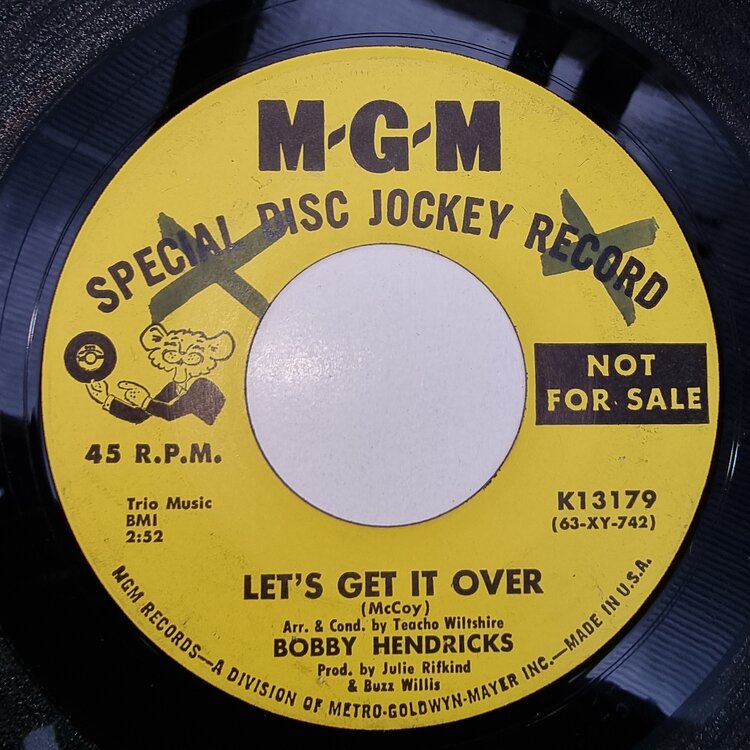 M-G-M
SPECIAL DISC JOCKEY RECORD
NOT
FOR SALE
45 R.P.M.
Trio Music
BMI
2:52
K13179
(63-XY-742)
LET'S GET IT OVER
(McCoy)
Arr. & Cond. by Teacho Wiltshire
BOBBY HENDRICKS
Prod. by Julie Rifkind
& Buzz Willis
MGM RECORDS—A DIVISION OF METRO-GOLDWYN-MAYER INC.—MADE IN U.S.A.